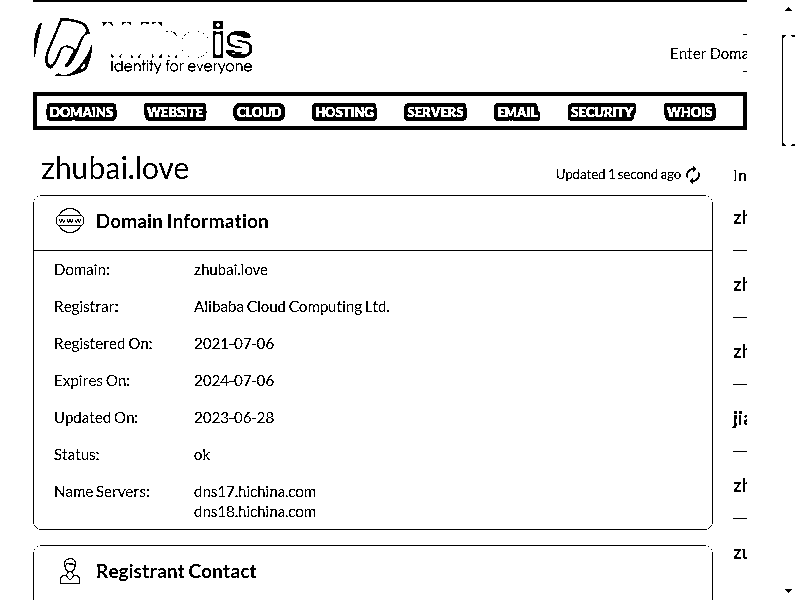 Identity for everyone
Enter Doma
DOMAINS WEBSITE CLOUD HOSTING SERVERS EMAIL SECURITY WHOIS
zhubai.love
Updated 1 second ago
In
www
Domain Information
zh
Domain: zhubai.love
zh
Registrar: Alibaba Cloud Computing Ltd.
Registered On: 2021-07-06
zh
Expires On: 2024-07-06
Updated On: 2023-06-28
jia
Status: ok
Name Servers: dns17.hichina.com
zh
dns18.hichina.com
zu
Registrant Contact